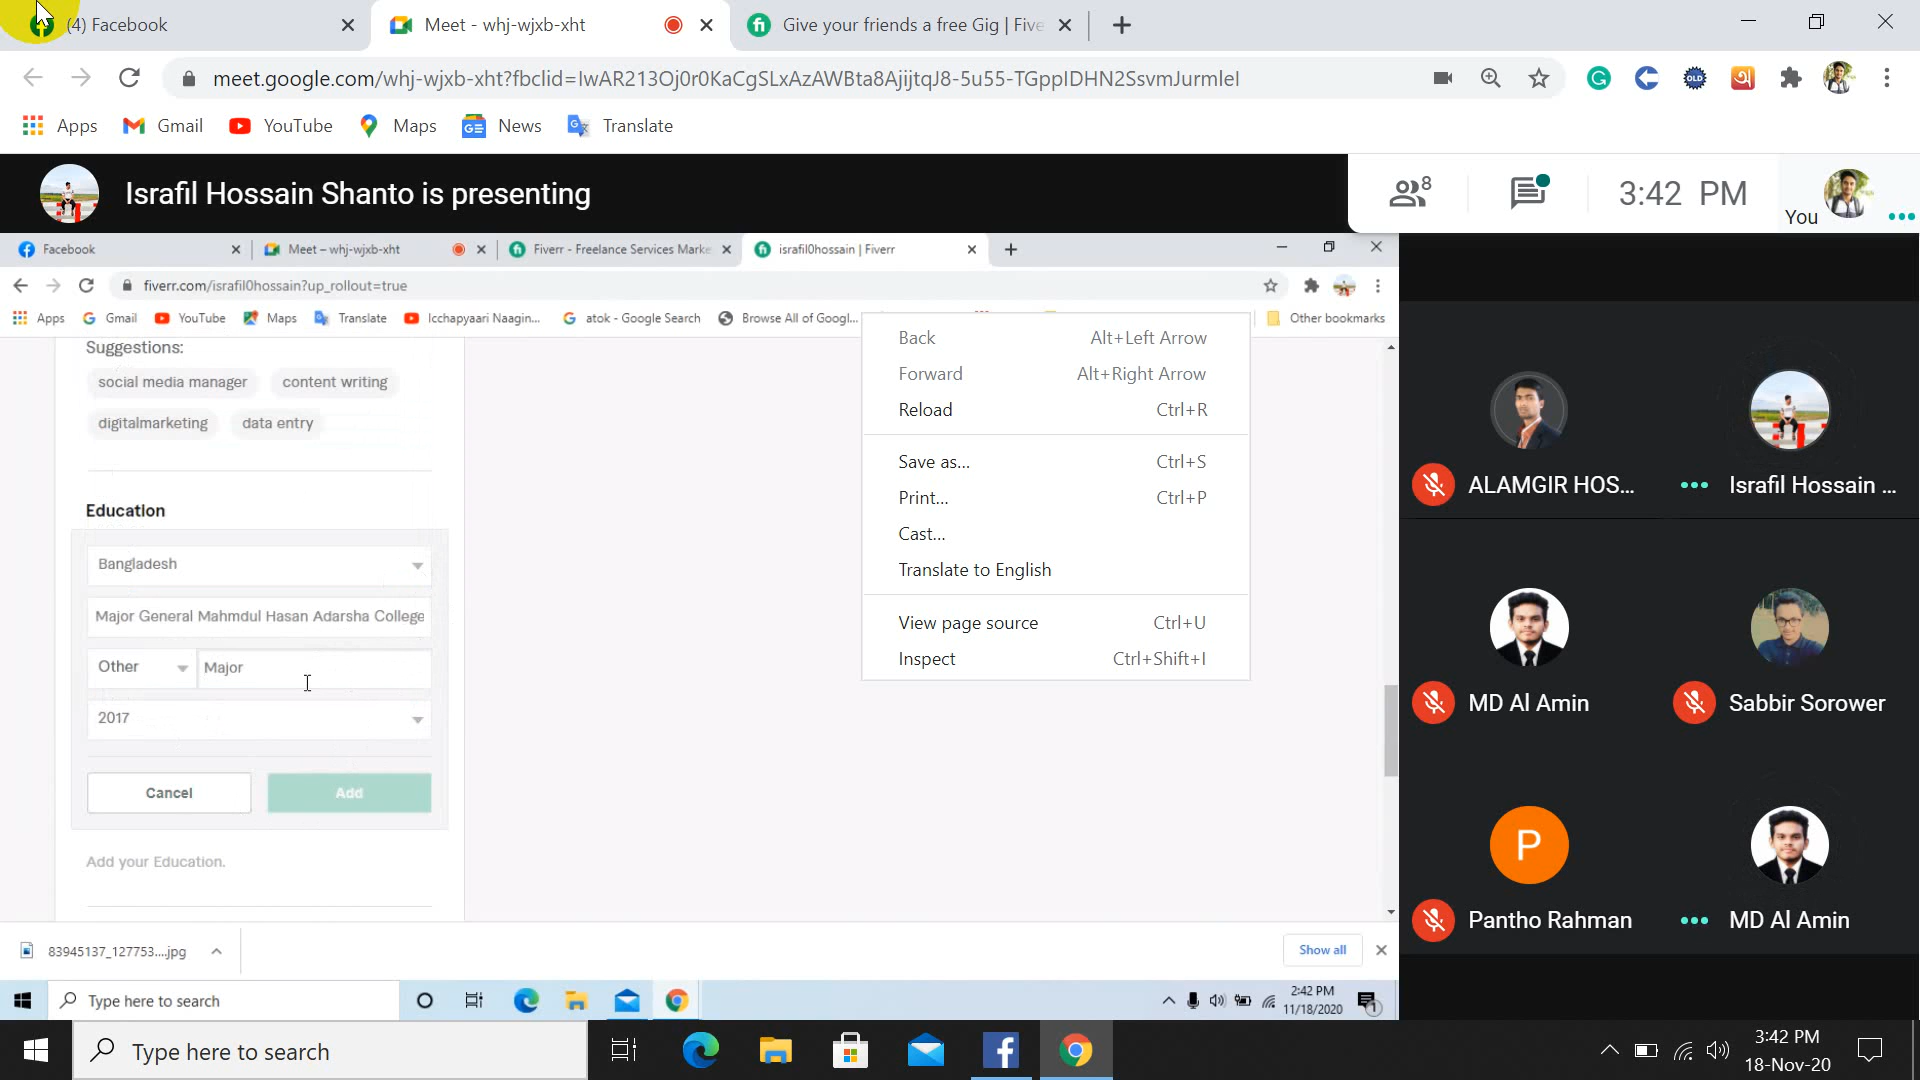 (4) Facebook
Meet - whj-wjxb-xht
Give your friends a free Gig | Five
meet.google.com/whj-wjxb-xht?fbclid=IwAR213Oj0r0KaCgSLxAzAWBta8AjijtqJ8-5u55-TGppIDHN2SsvmJurmleI
OLD
অ
Apps
Gmail
YouTube
Maps
News
Translate
Israfil Hossain Shanto is presenting
8
3:42 PM
You
Facebook
Meet – whj-wjxb-xht
Fiverr - Freelance Services Marke
israfil0hossain | Fiverr
fiverr.com/israfil0hossain?up_rollout=true
Apps
Gmail
YouTube
Maps
Translate
Icchapyaari Naagin...
atok - Google Search
Browse All of Googl...
Other bookmarks
Suggestions:
social media manager
content writing
digitalmarketing
data entry
Education
Bangladesh
Major General Mahmdul Hasan Adarsha College
Other
Major
2017
Cancel
Add
Add your Education.
Back Alt+Left Arrow
Forward Alt+Right Arrow
Reload Ctrl+R
Save as... Ctrl+S
Print... Ctrl+P
Cast...
Translate to English
View page source Ctrl+U
Inspect Ctrl+Shift+I
ALAMGIR HOS...
Israfil Hossain ...
MD Al Amin
Sabbir Sorower
P
Pantho Rahman
MD Al Amin
83945137_127753....jpg
Show all
Type here to search
2:42 PM
11/18/2020
1
Type here to search
3:42 PM
18-Nov-20